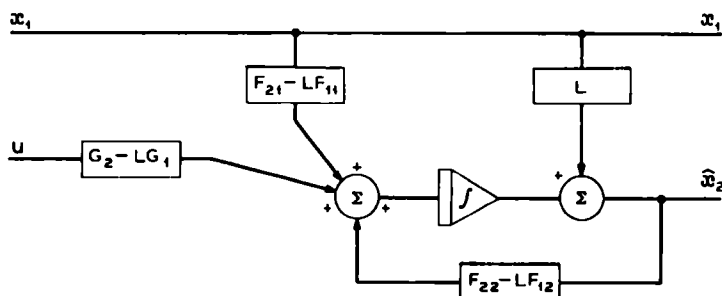 x₁ x₁
F₂₁−LF₁₁
L
u
G₂−LG₁
+
+ Σ +
∫
+
Σ
x̂₂
F₂₂−LF₁₂